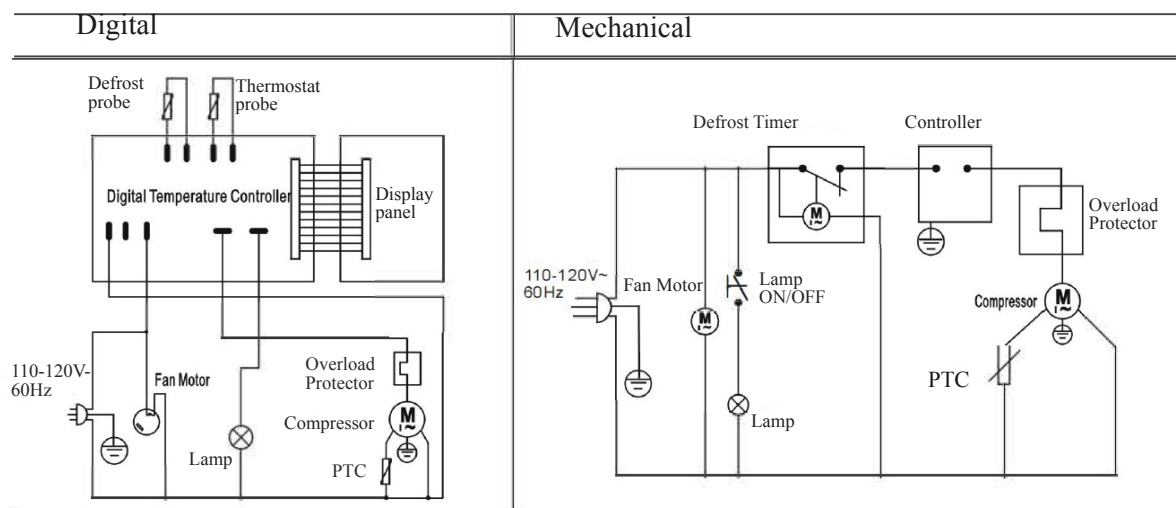 Digital
Mechanical
Defrost
probe
Thermostat
probe
Digital Temperature Controller
Display
panel
110-120V-
60Hz
Fan Motor
Lamp
Overload
Protector
Compressor
M
PTC
Defrost Timer
Controller
M
Overload
Protector
110-120V~
60Hz
Fan Motor
M
Lamp
ON/OFF
Lamp
Compressor
M
PTC